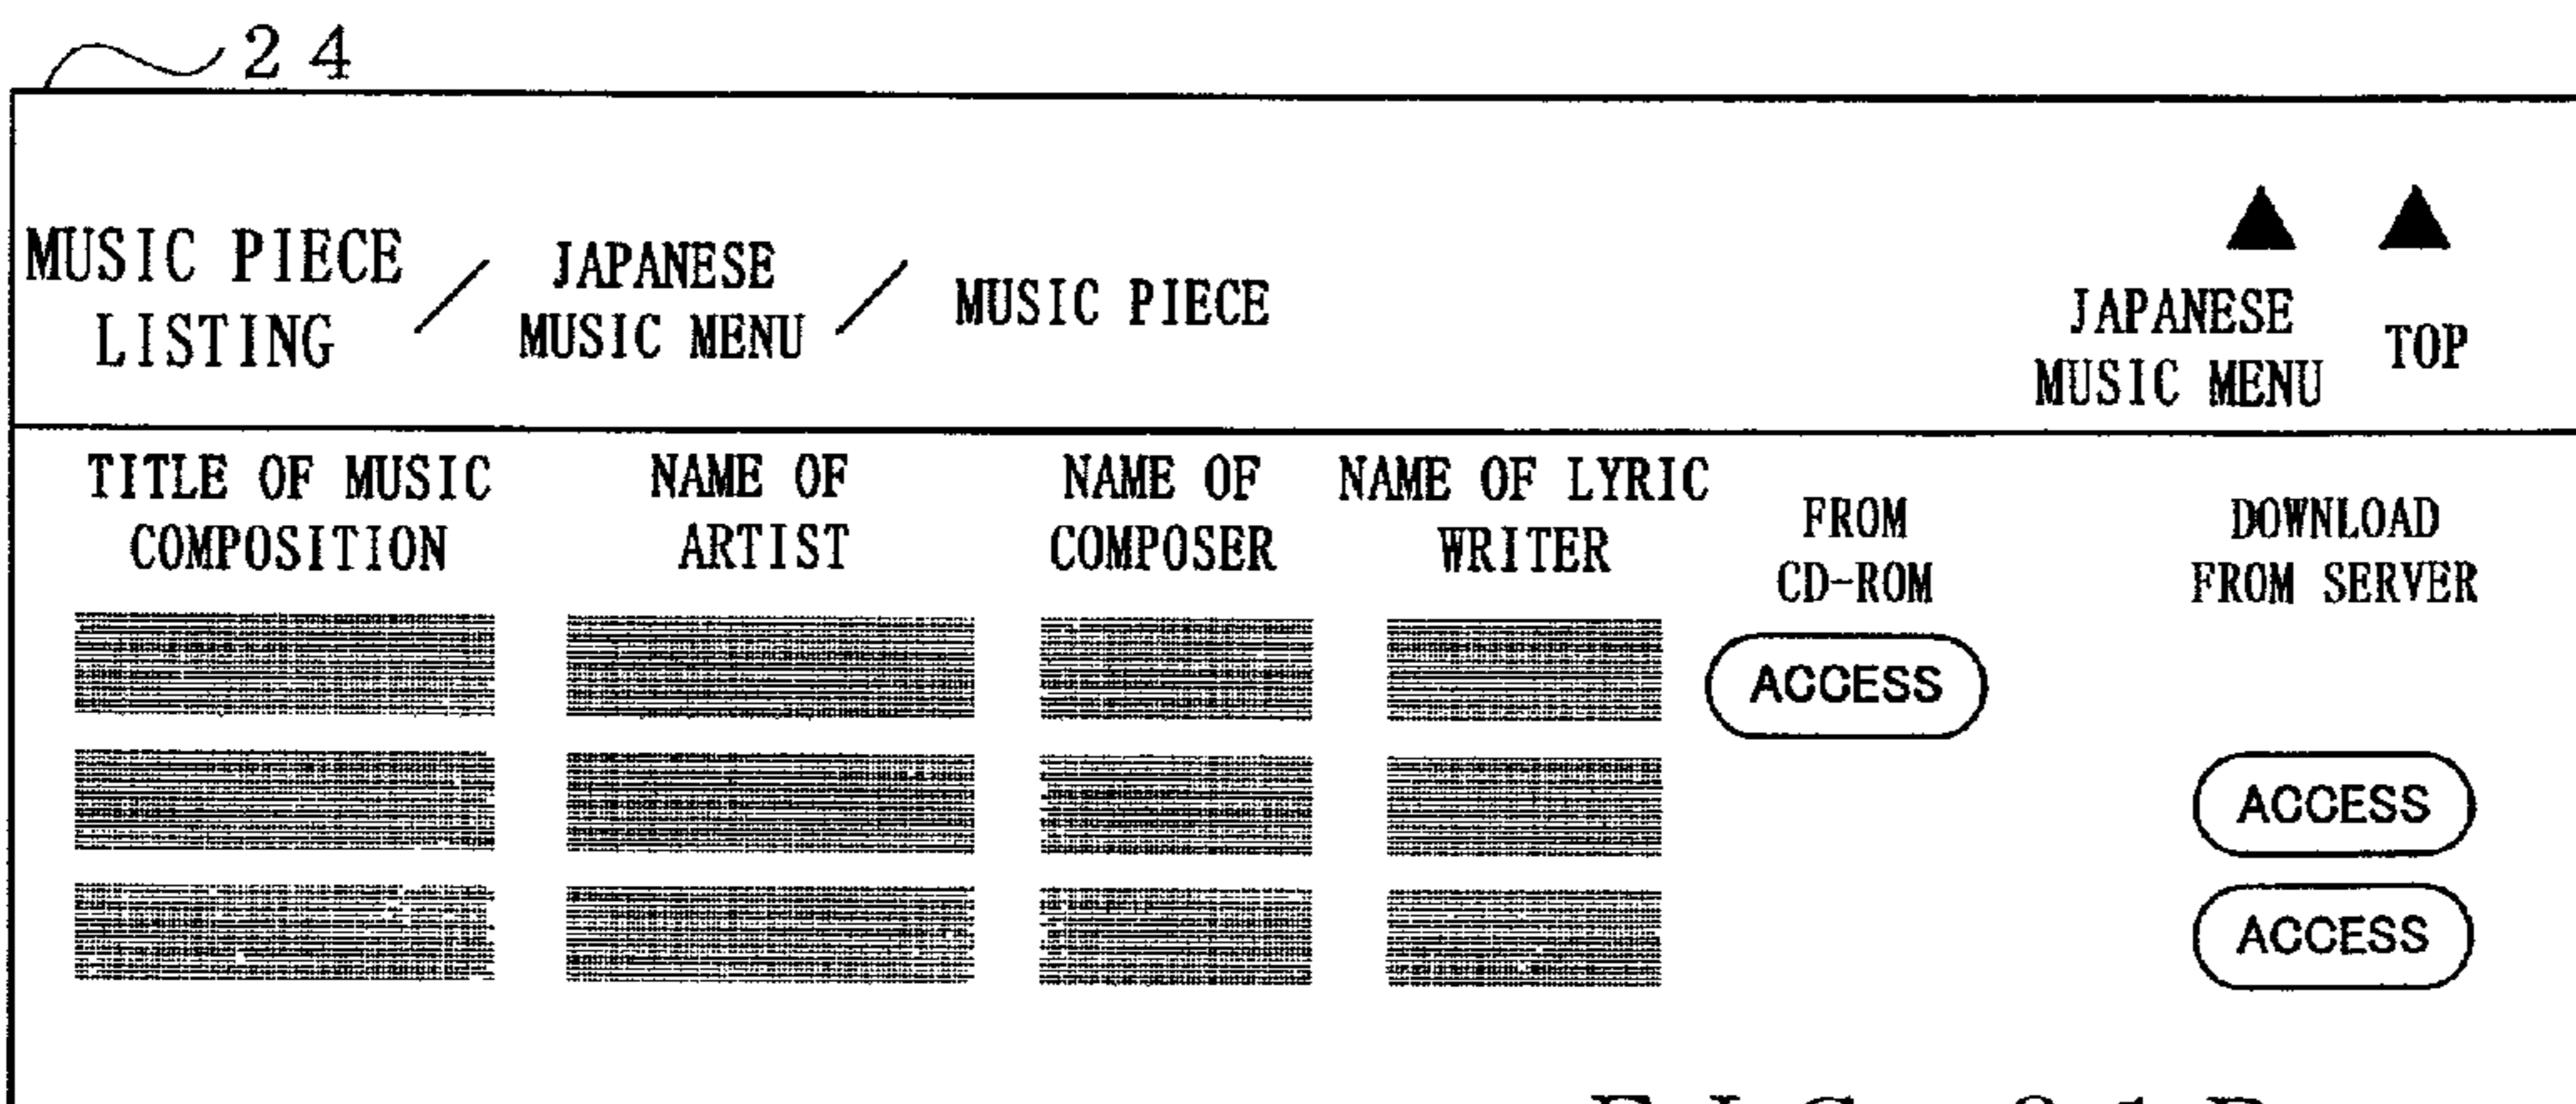 24
MUSIC PIECE
LISTING
/
JAPANESE
MUSIC MENU
/
MUSIC PIECE
▲ ▲
JAPANESE
MUSIC MENU
TOP
TITLE OF MUSIC
COMPOSITION
NAME OF
ARTIST
NAME OF
COMPOSER
NAME OF LYRIC
WRITER
FROM
CD-ROM
DOWNLOAD
FROM SERVER
ACCESS
ACCESS
ACCESS